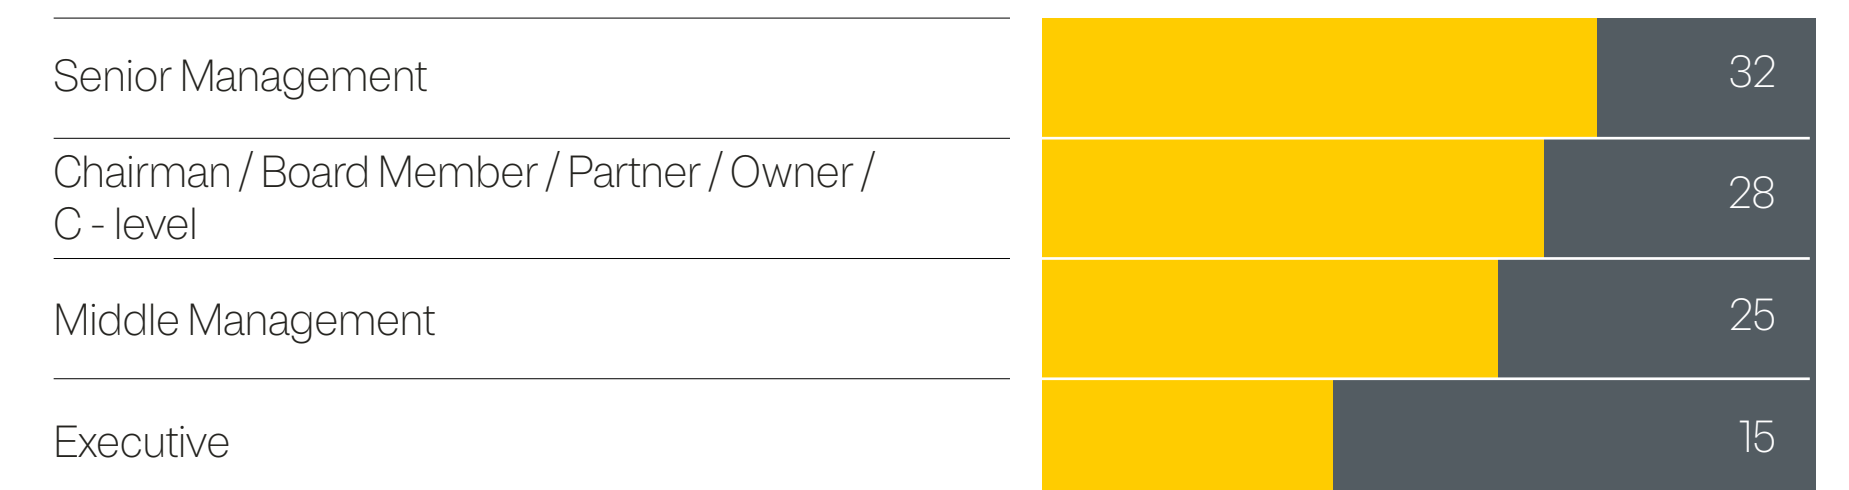 Senior Management 32
Chairman / Board Member / Partner / Owner /
C - level 28
Middle Management 25
Executive 15